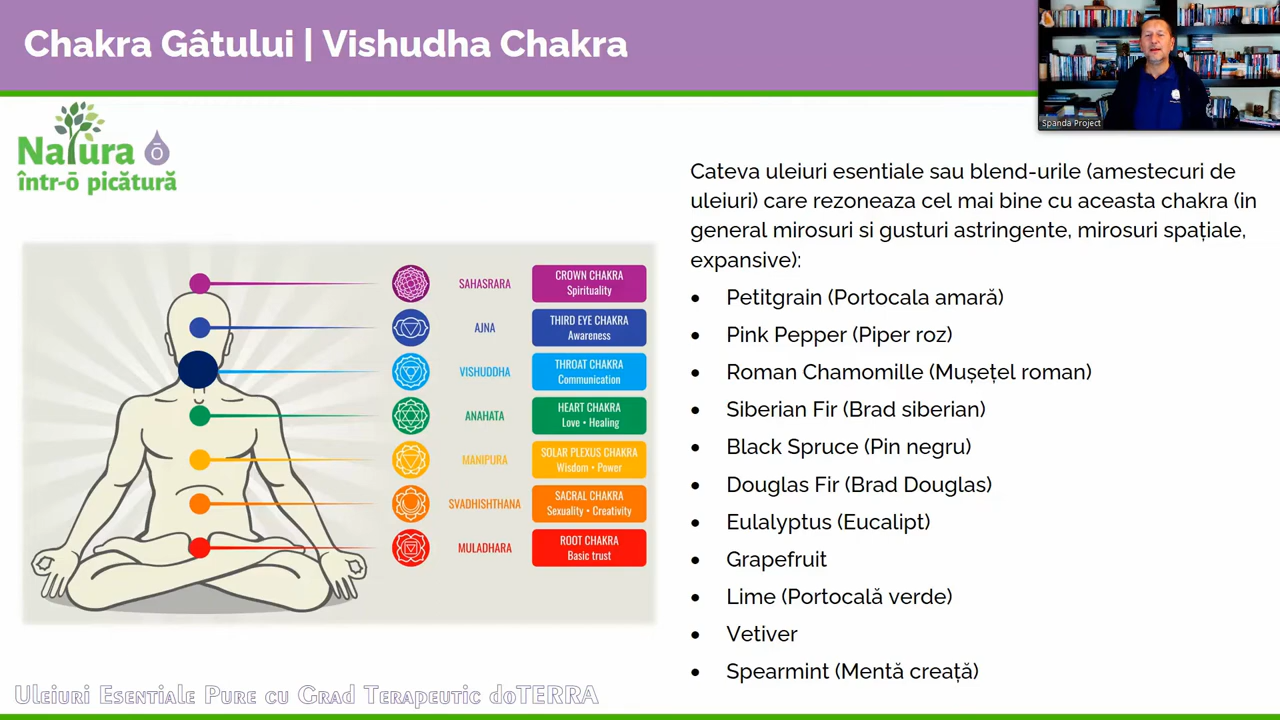 Chakra Gâtului | Vishudha Chakra
Spanda Project
Natura ō
într-ō picătură
Cateva uleiuri esentiale sau blend-urile (amestecuri de
uleiuri) care rezoneaza cel mai bine cu aceasta chakra (in
general mirosuri si gusturi astringente, mirosuri spațiale,
expansive):
• Petitgrain (Portocala amară)
• Pink Pepper (Piper roz)
• Roman Chamomille (Mușețel roman)
• Siberian Fir (Brad siberian)
• Black Spruce (Pin negru)
• Douglas Fir (Brad Douglas)
• Eulalyptus (Eucalipt)
• Grapefruit
• Lime (Portocală verde)
• Vetiver
• Spearmint (Mentă creață)
SAHASRARA
CROWN CHAKRA
Spirituality
AJNA
THIRD EYE CHAKRA
Awareness
VISHUDDHA
THROAT CHAKRA
Communication
ANAHATA
HEART CHAKRA
Love • Healing
MANIPURA
SOLAR PLEXUS CHAKRA
Wisdom • Power
SVADHISHTHANA
SACRAL CHAKRA
Sexuality • Creativity
MULADHARA
ROOT CHAKRA
Basic trust
Uleiuri Esentiale Pure cu Grad Terapeutic doTERRA